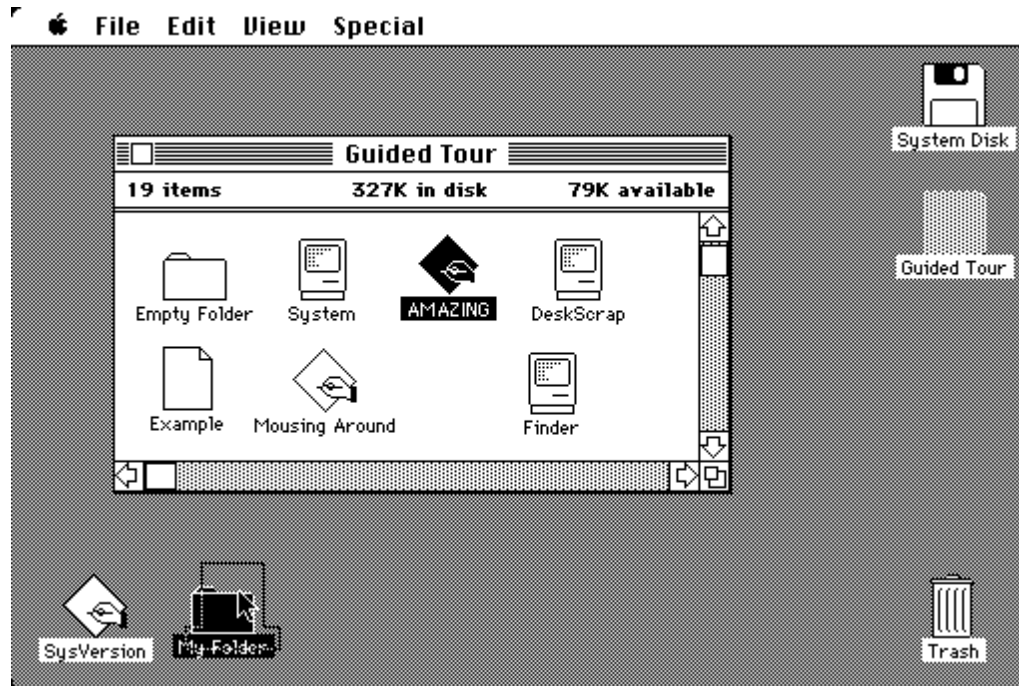 File Edit View Special
System Disk
Guided Tour
19 items 327K in disk 79K available
Guided Tour
Empty Folder System AMAZING DeskScrap
Example Mousing Around Finder
SysVersion My Folder Trash